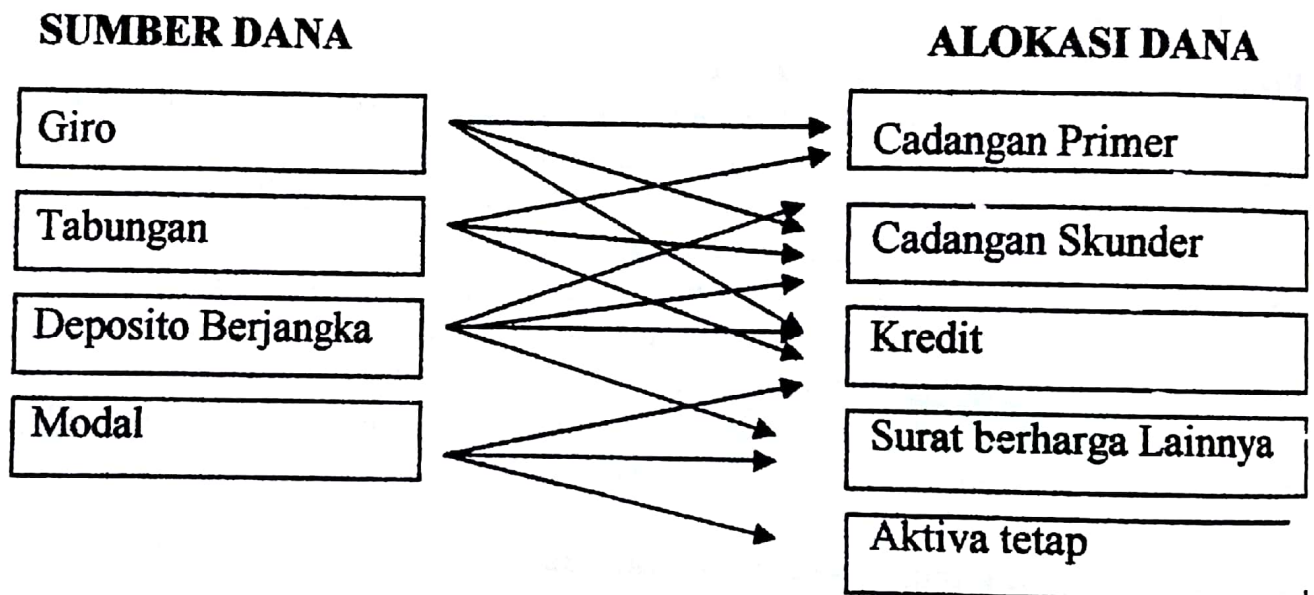 SUMBER DANA
Giro
Tabungan
Deposito Berjangka
Modal
ALOKASI DANA
Cadangan Primer
Cadangan Skunder
Kredit
Surat berharga Lainnya
Aktiva tetap